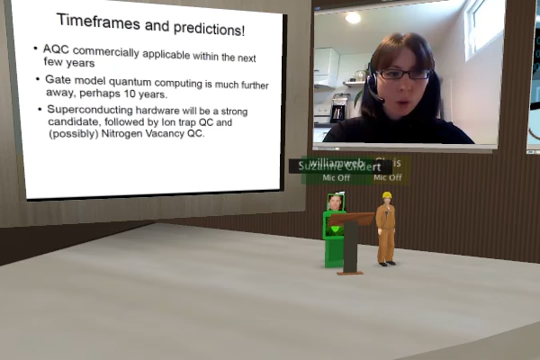 Timeframes and predictions!
• AQC commercially applicable within the next
few years
• Gate model quantum computing is much further
away, perhaps 10 years.
• Superconducting hardware will be a strong
candidate, followed by Ion trap QC and
(possibly) Nitrogen Vacancy QC.
williamweb
Suzanne Gildert
Mic Off
Mic Off